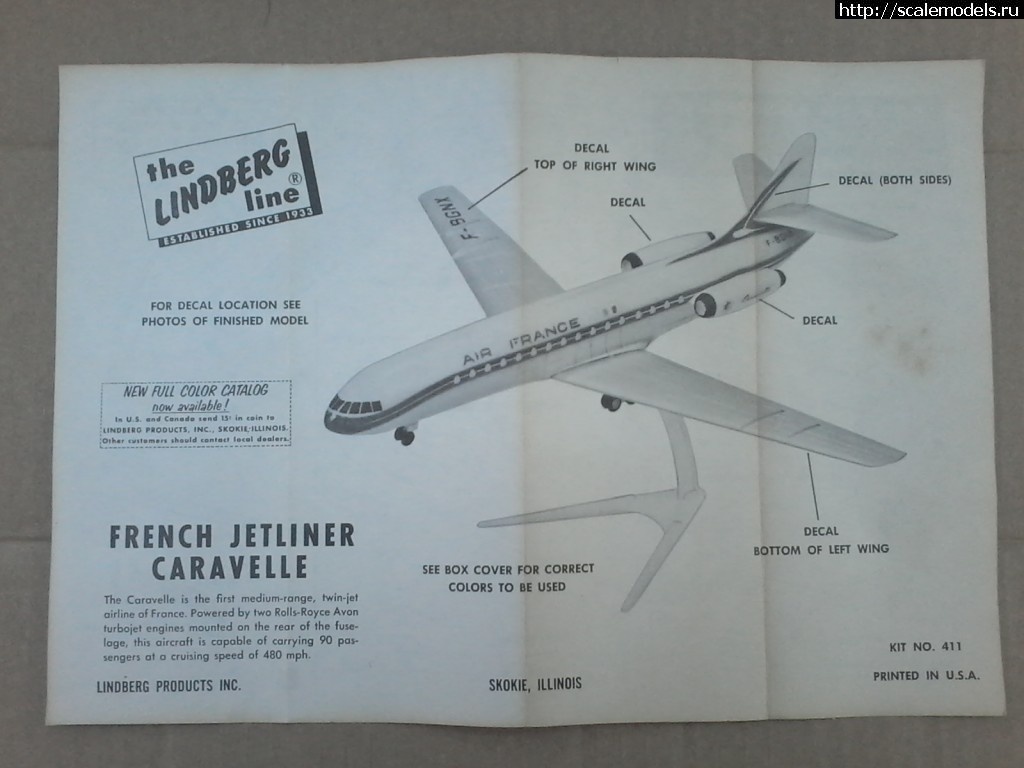 http://scalemodels.ru
the
LINDBERG
line®
ESTABLISHED SINCE 1933
DECAL
TOP OF RIGHT WING
DECAL
DECAL (BOTH SIDES)
F-BGNX
FOR DECAL LOCATION SEE
PHOTOS OF FINISHED MODEL
DECAL
AIR FRANCE
NEW FULL COLOR CATALOG
now available!
In U.S. and Canada send 15¢ in coin to
LINDBERG PRODUCTS, INC., SKOKIE, ILLINOIS.
Other customers should contact local dealers.
DECAL
BOTTOM OF LEFT WING
FRENCH JETLINER
CARAVELLE
SEE BOX COVER FOR CORRECT
COLORS TO BE USED
The Caravelle is the first medium-range, twin-jet
airline of France. Powered by two Rolls-Royce Avon
turbojet engines mounted on the rear of the fuse-
lage, this aircraft is capable of carrying 90 pas-
sengers at a cruising speed of 480 mph.
KIT NO. 411
LINDBERG PRODUCTS INC.
SKOKIE, ILLINOIS
PRINTED IN U.S.A.